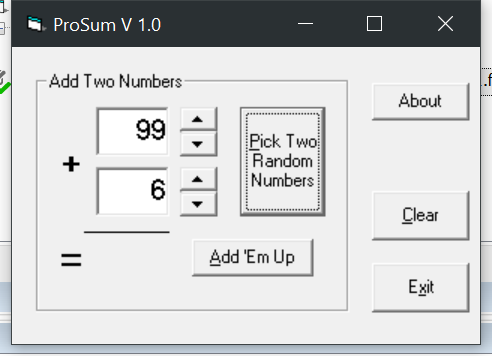 ProSum V 1.0
Add Two Numbers
99
+
6
=
Pick Two
Random
Numbers
Add 'Em Up
About
Clear
Exit
.f